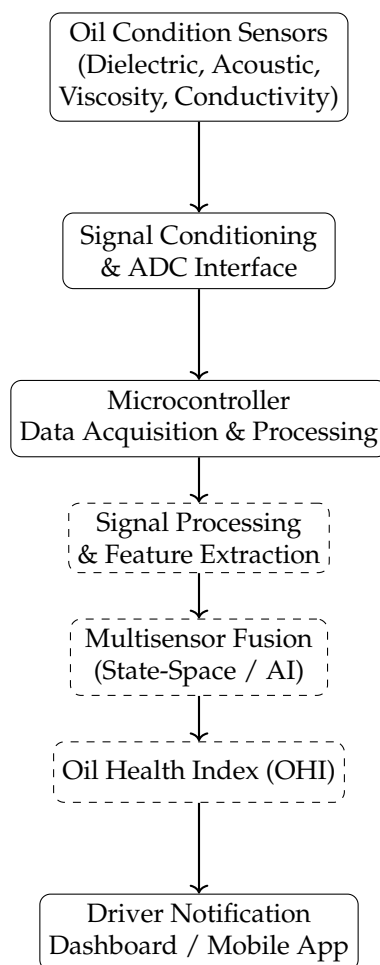 Oil Condition Sensors
(Dielectric, Acoustic,
Viscosity, Conductivity)
Signal Conditioning
& ADC Interface
Microcontroller
Data Acquisition & Processing
Signal Processing
& Feature Extraction
Multisensor Fusion
(State-Space / AI)
Oil Health Index (OHI)
Driver Notification
Dashboard / Mobile App